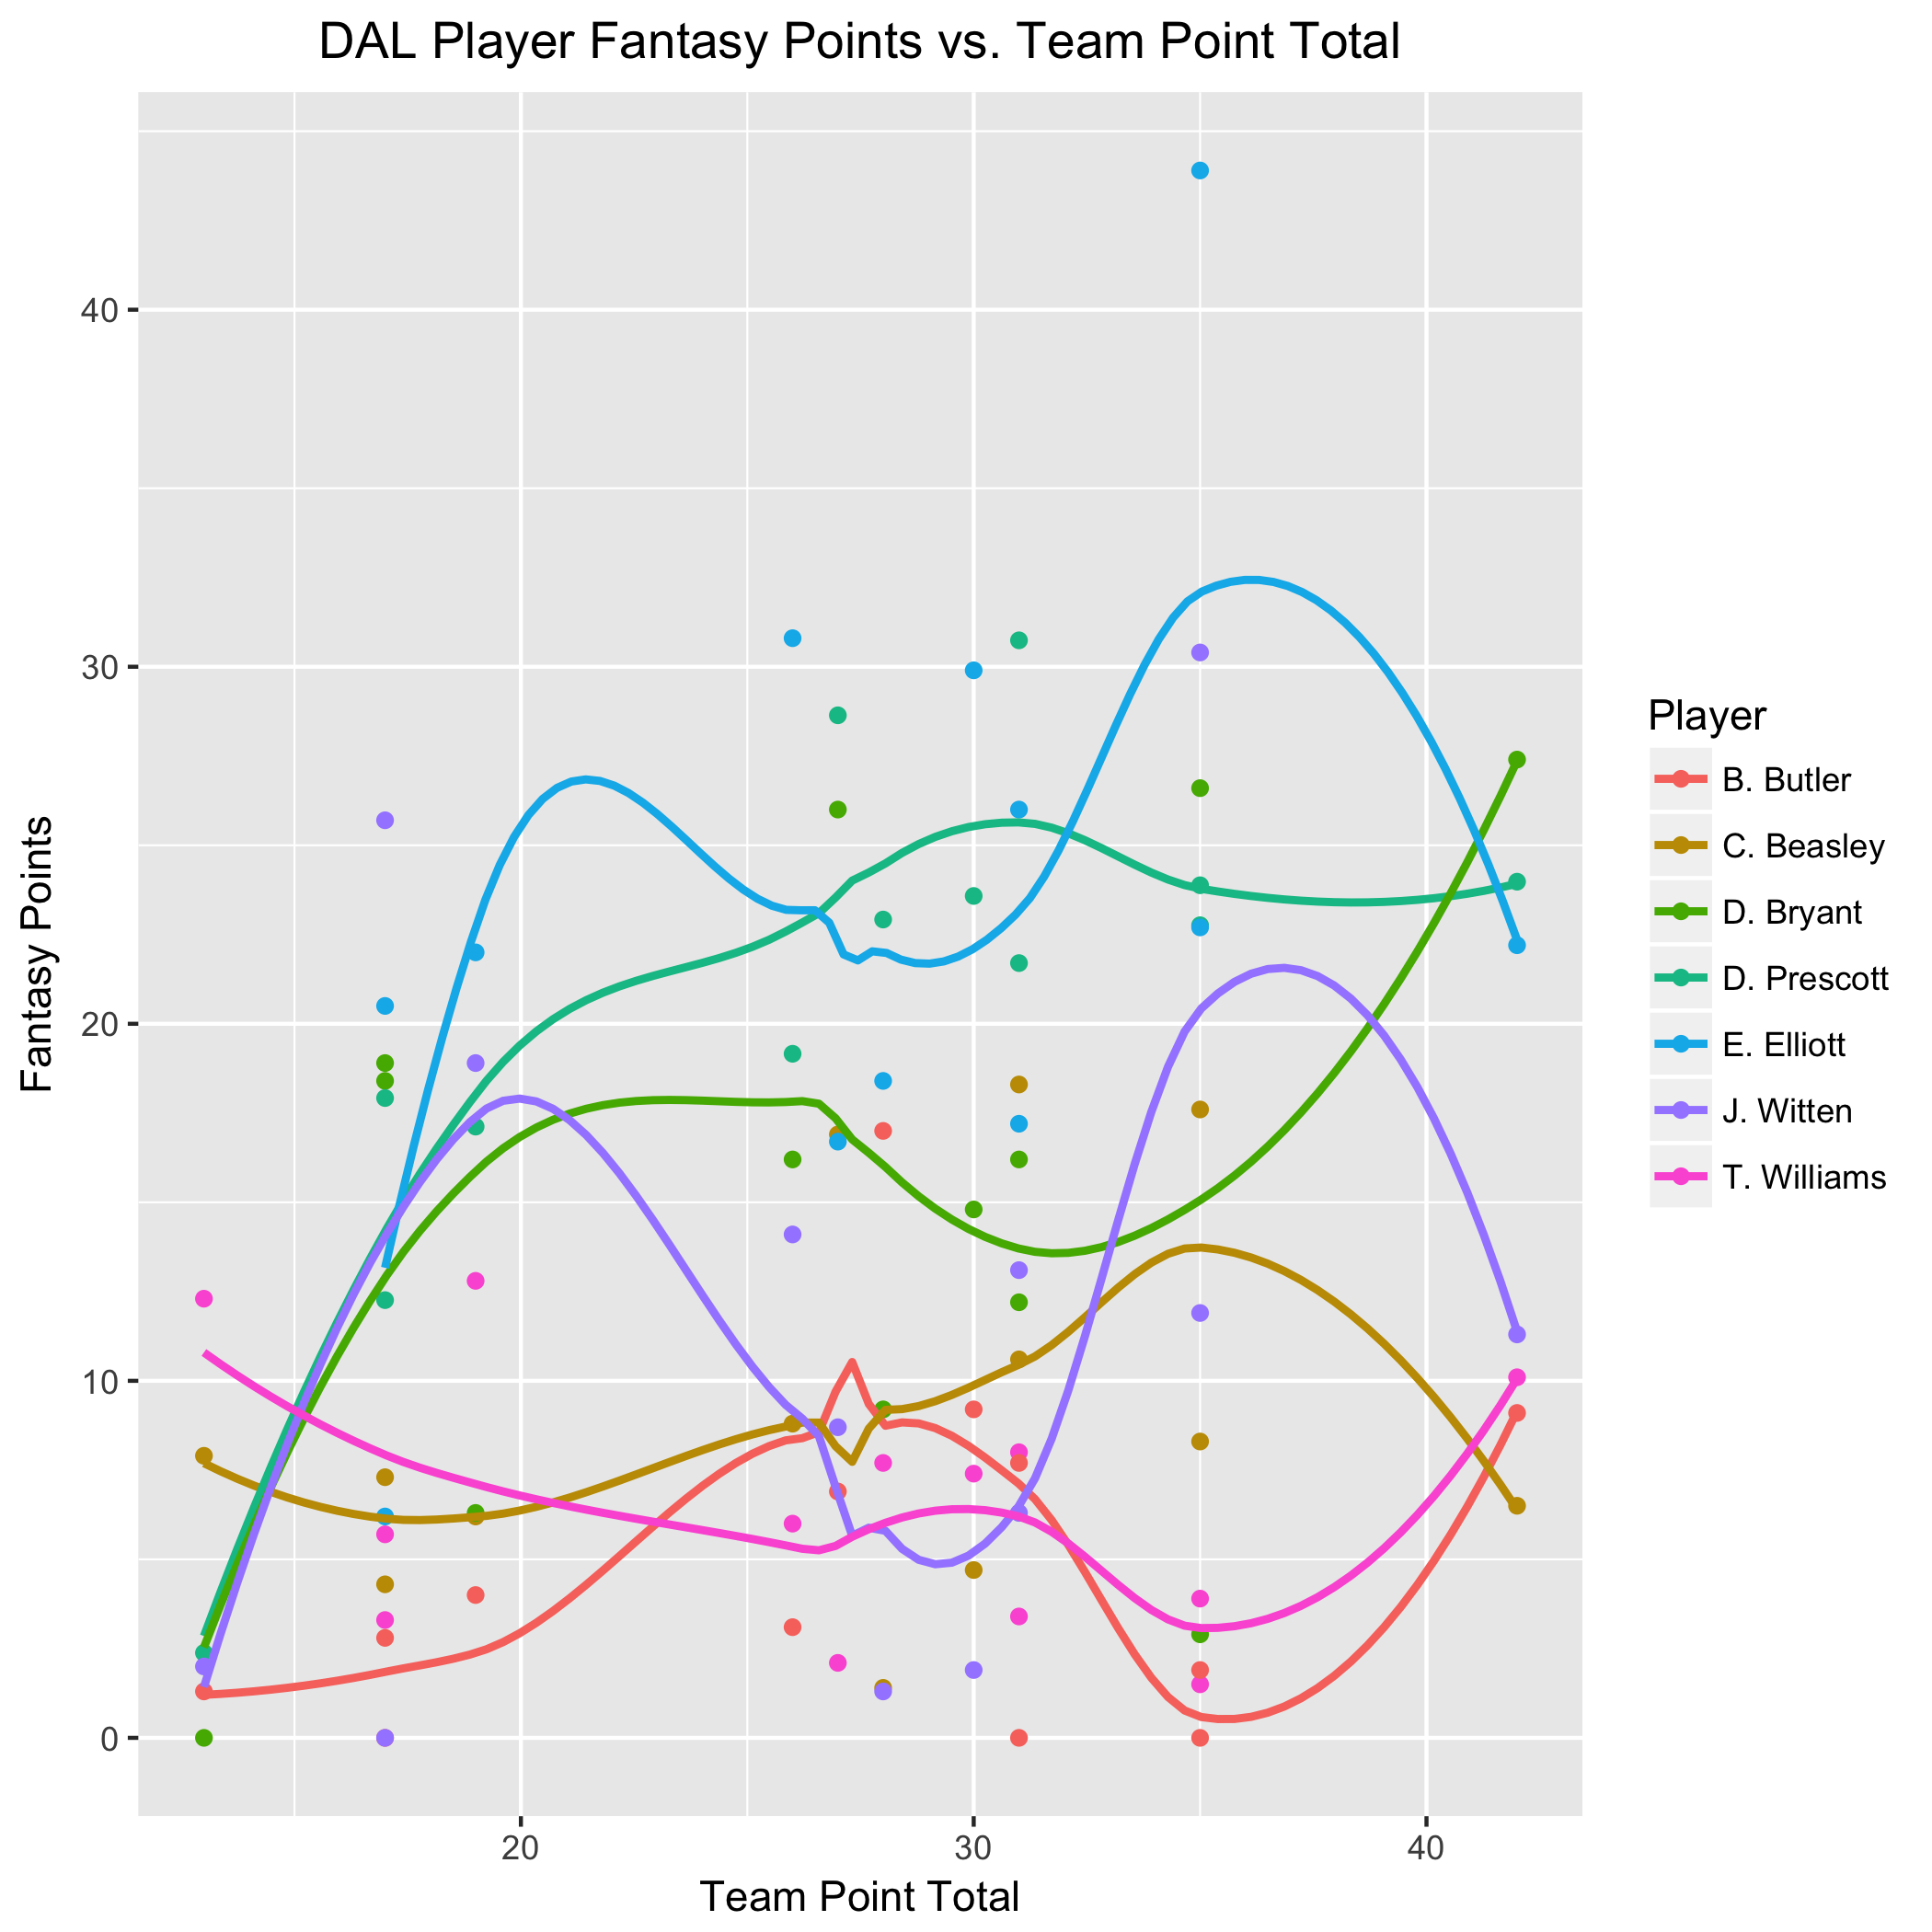 DAL Player Fantasy Points vs. Team Point Total
40
30
20
10
0
Fantasy Points
20
30
40
Team Point Total
Player
B. Butler
C. Beasley
D. Bryant
D. Prescott
E. Elliott
J. Witten
T. Williams